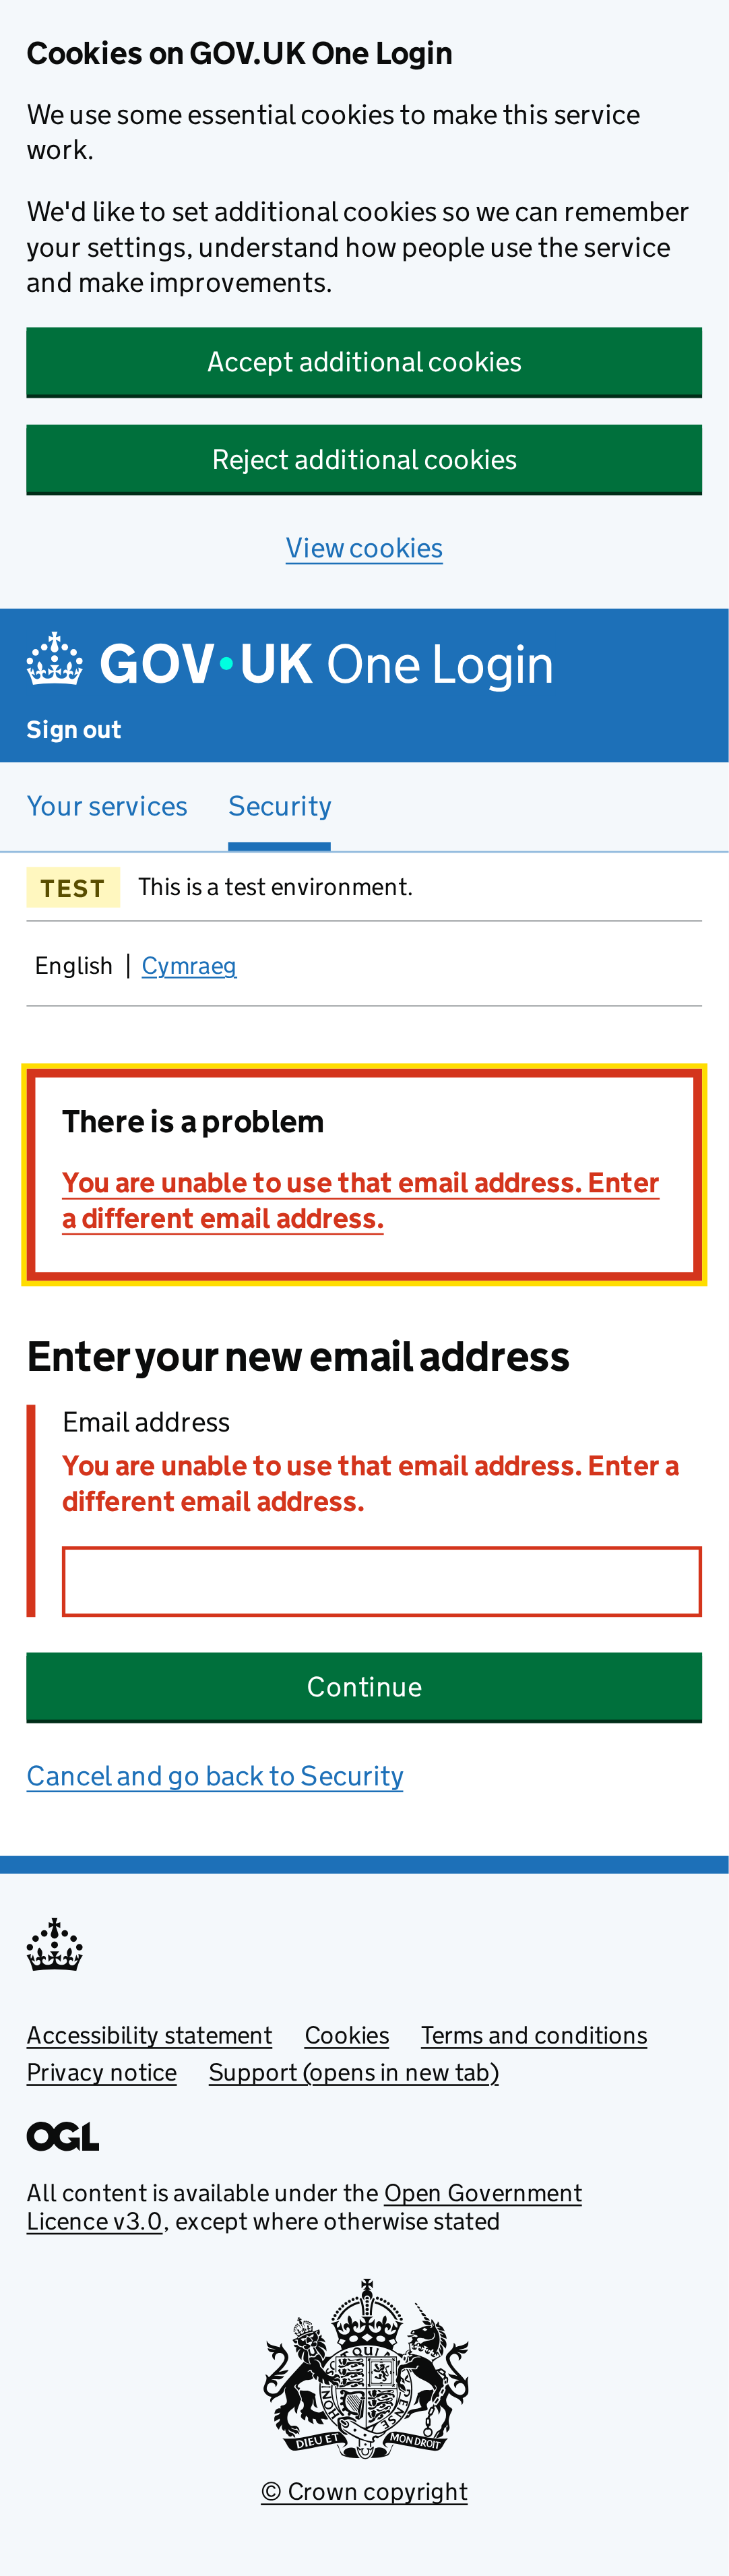 Cookies on GOV.UK One Login
We use some essential cookies to make this service
work.
We'd like to set additional cookies so we can remember
your settings, understand how people use the service
and make improvements.
Accept additional cookies
Reject additional cookies
View cookies
GOV·UK One Login
Sign out
Your services Security
TEST This is a test environment.
English | Cymraeg
There is a problem
You are unable to use that email address. Enter
a different email address.
Enter your new email address
Email address
You are unable to use that email address. Enter a
different email address.
Continue
Cancel and go back to Security
Accessibility statement Cookies Terms and conditions
Privacy notice Support (opens in new tab)
OGL
All content is available under the Open Government
Licence v3.0, except where otherwise stated
DIEU ET MON DROIT
© Crown copyright